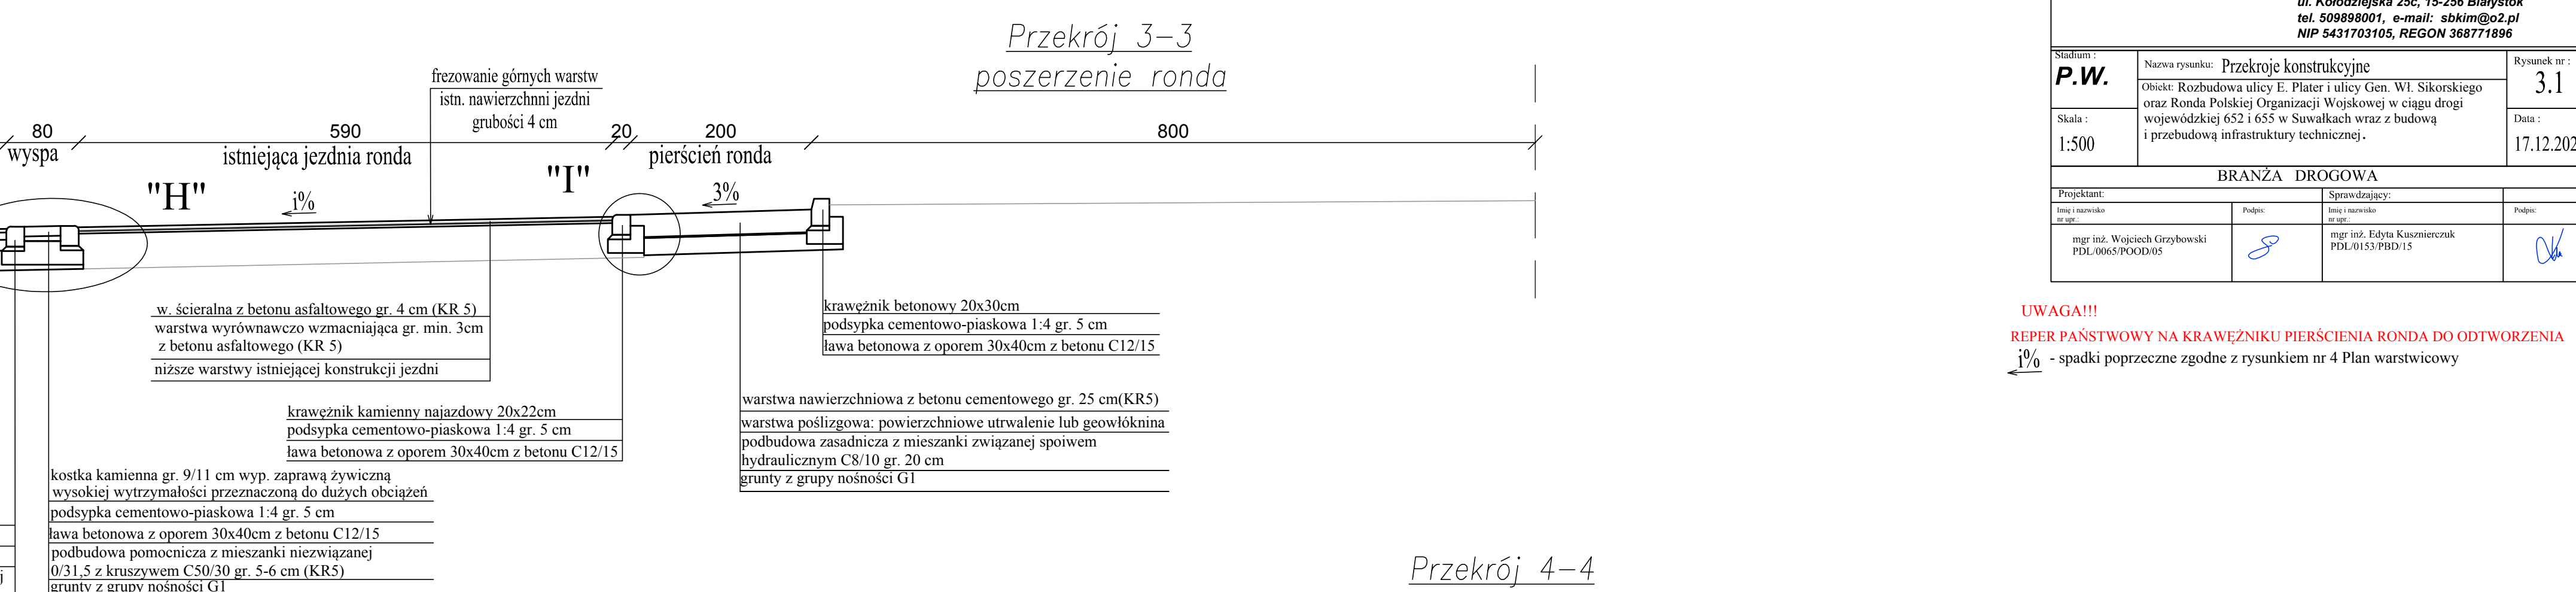 Przekrój 3-3
poszerzenie ronda
frezowanie górnych warstw
istn. nawierzchnni jezdni
grubości 4 cm
80
590
20
200
800
wyspa
istniejąca jezdnia ronda
pierścień ronda
"H"
"I"
i%
3%
w. ścieralna z betonu asfaltowego gr. 4 cm (KR 5)
warstwa wyrównawczo wzmacniająca gr. min. 3cm
z betonu asfaltowego (KR 5)
niższe warstwy istniejącej konstrukcji jezdni
krawężnik betonowy 20x30cm
podsypka cementowo-piaskowa 1:4 gr. 5 cm
ława betonowa z oporem 30x40cm z betonu C12/15
krawężnik kamienny najazdowy 20x22cm
podsypka cementowo-piaskowa 1:4 gr. 5 cm
ława betonowa z oporem 30x40cm z betonu C12/15
warstwa nawierzchniowa z betonu cementowego gr. 25 cm(KR5)
warstwa poślizgowa: powierzchniowe utrwalenie lub geowłóknina
podbudowa zasadnicza z mieszanki związanej spoiwem
hydraulicznym C8/10 gr. 20 cm
grunty z grupy nośności G1
kostka kamienna gr. 9/11 cm wyp. zaprawą żywiczną
wysokiej wytrzymałości przeznaczoną do dużych obciążeń
podsypka cementowo-piaskowa 1:4 gr. 5 cm
ława betonowa z oporem 30x40cm z betonu C12/15
podbudowa pomocnicza z mieszanki niezwiązanej
0/31,5 z kruszywem C50/30 gr. 5-6 cm (KR5)
grunty z grupy nośności G1
j
Przekrój 4-4
ul. Kołodziejska 25c, 15-256 Białystok
tel. 509898001, e-mail: sbkim@o2.pl
NIP 5431703105, REGON 368771896
Stadium :
P.W.
Nazwa rysunku: Przekroje konstrukcyjne
Rysunek nr :
3.1
Obiekt: Rozbudowa ulicy E. Plater i ulicy Gen. Wł. Sikorskiego
oraz Ronda Polskiej Organizacji Wojskowej w ciągu drogi
wojewódzkiej 652 i 655 w Suwałkach wraz z budową
i przebudową infrastruktury technicznej.
Skala :
1:500
Data :
17.12.202
BRANŻA DROGOWA
Projektant:
Sprawdzający:
Imię i nazwisko
nr upr.:
Podpis:
Imię i nazwisko
nr upr.:
Podpis:
mgr inż. Wojciech Grzybowski
PDL/0065/POOD/05
mgr inż. Edyta Kusznierczuk
PDL/0153/PBD/15
UWAGA!!!
REPER PAŃSTWOWY NA KRAWĘŻNIKU PIERŚCIENIA RONDA DO ODTWORZENIA
i% - spadki poprzeczne zgodne z rysunkiem nr 4 Plan warstwicowy